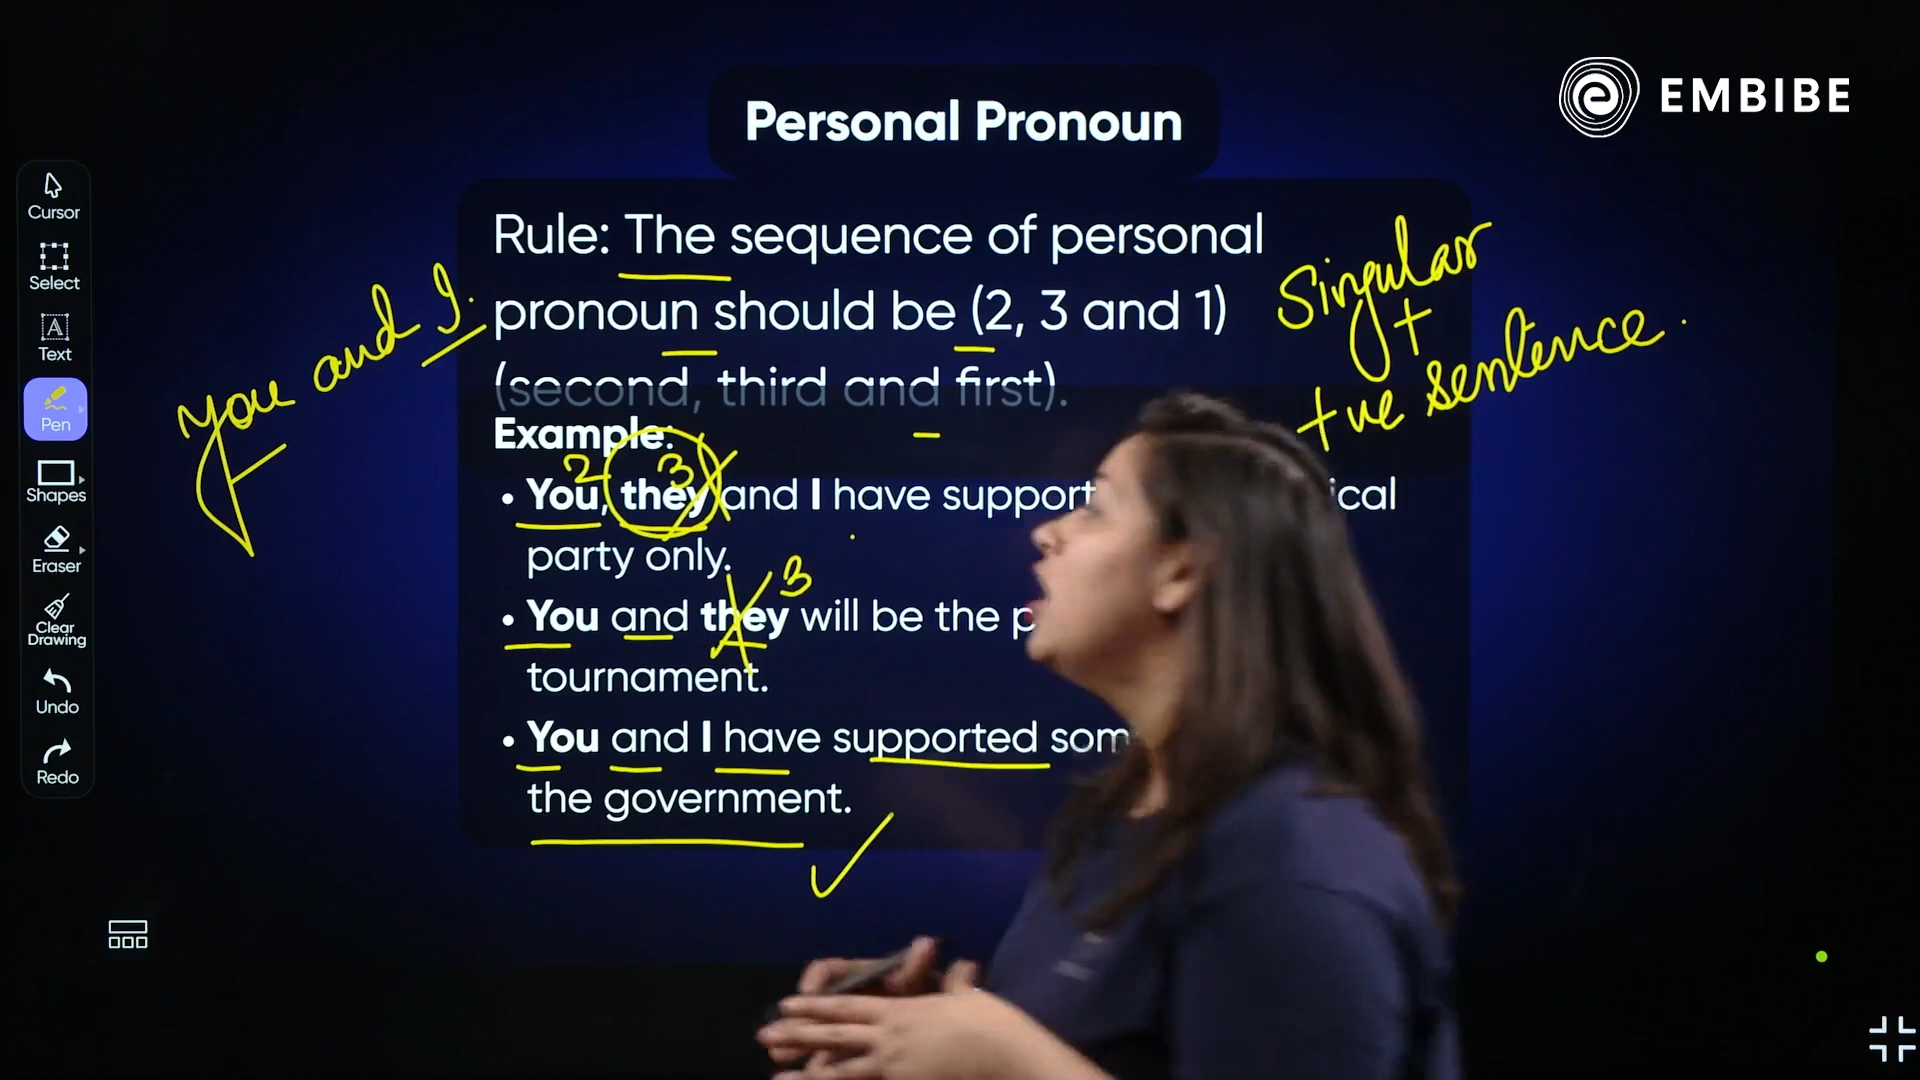 EMBIBE
Personal Pronoun
Cursor
Select
Text
Pen
Shapes
Eraser
Clear
Drawing
Undo
Redo
Rule: The sequence of personal
pronoun should be (2, 3 and 1)
(second, third and first).
you and I.
Singular
+
+ve sentence.
Example:
2 3
• You, they and I have support ical
party only.
3
• You and they will be the p
tournament.
• You and I have supported som
the government.